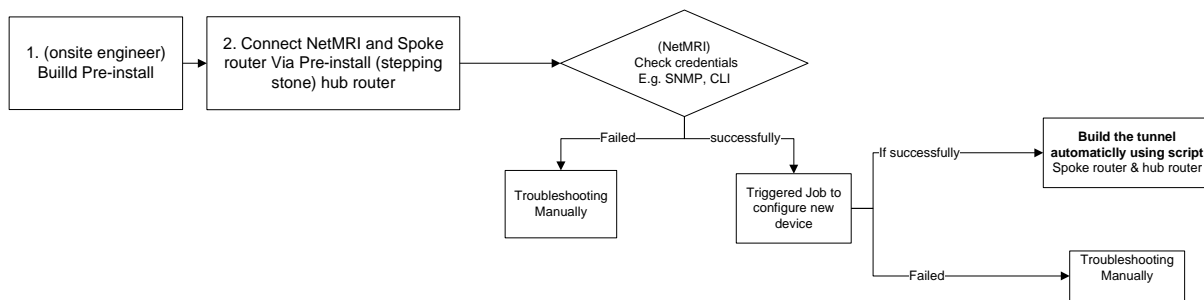 1. (onsite engineer)
Builld Pre-install
2. Connect NetMRI and Spoke
router Via Pre-install (stepping
stone) hub router
(NetMRI)
Check credentials
E.g. SNMP, CLI
Failed
successfully
Troubleshooting
Manually
Triggered Job to
configure new
device
If successfully
Build the tunnel
automaticlly using script
Spoke router & hub router
Failed
Troubleshooting
Manually